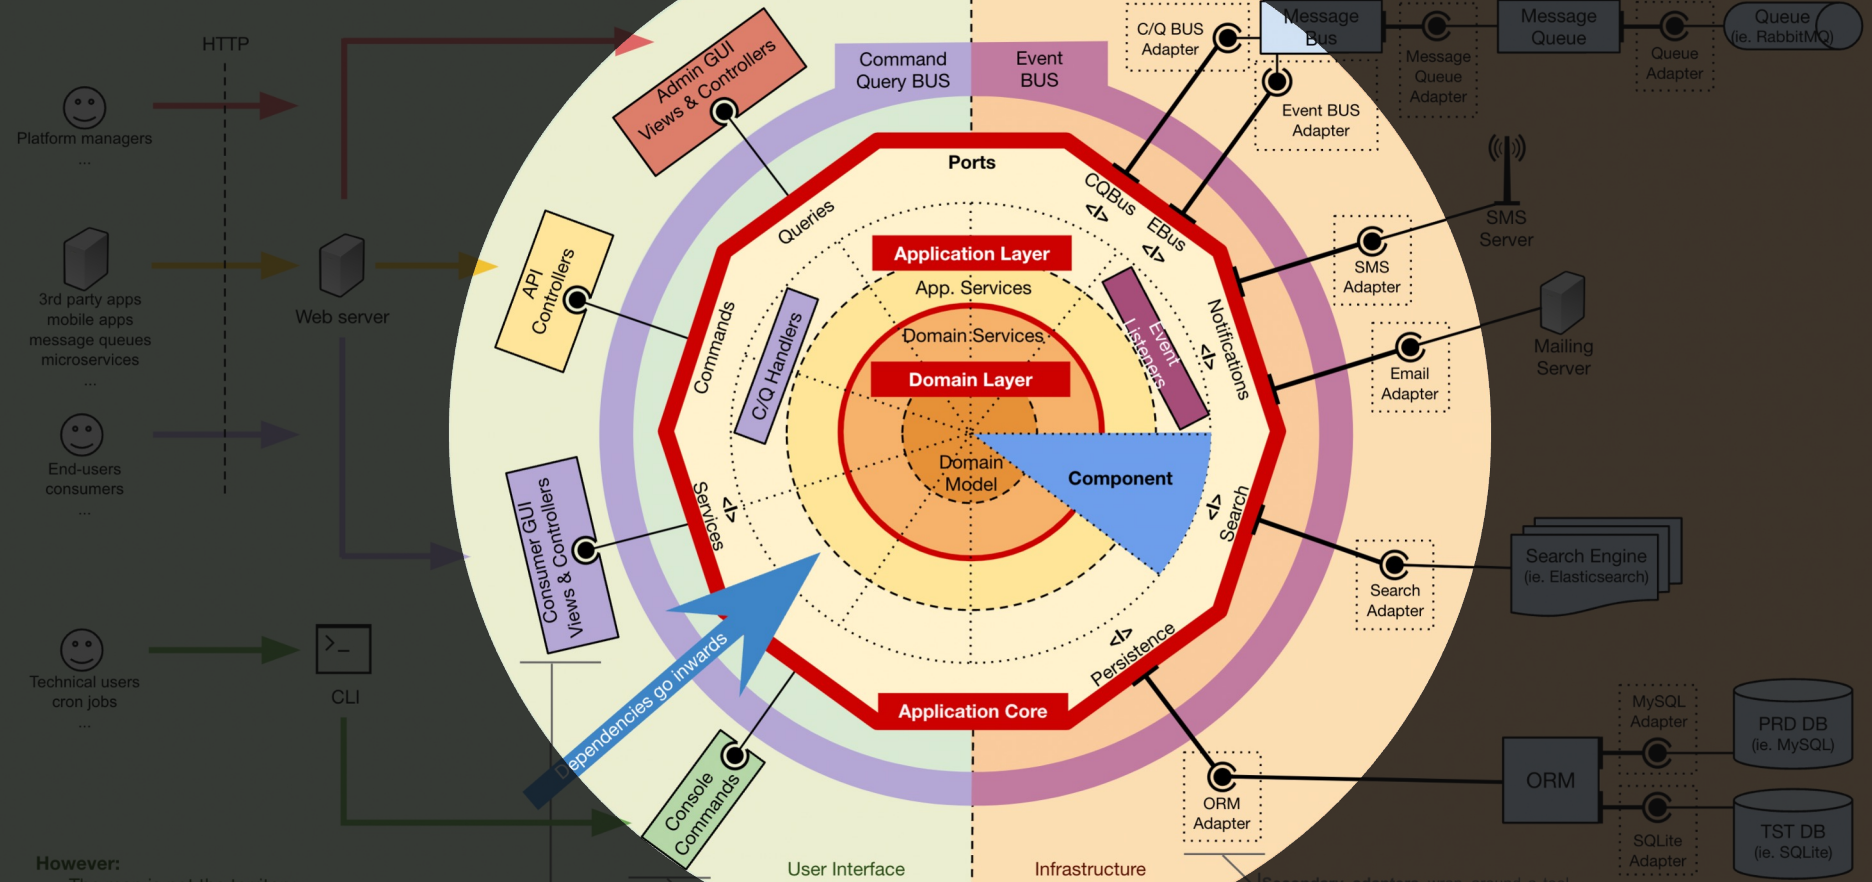 HTTP
Platform managers
...
3rd party apps
mobile apps
message queues
microservices
...
Web server
End-users
consumers
...
Technical users
cron jobs
...
CLI
However:
Admin GUI
Views & Controllers
API
Controllers
Consumer GUI
Views & Controllers
Console
Commands
Dependencies go inwards
Command
Query BUS
Event
BUS
Ports
Queries
Commands
Services
</>
CQBus
</>
EBus
</>
Notifications
</>
Search
</>
Persistence
</>
Application Layer
App. Services
Domain Services
Domain Layer
Domain
Model
Component
C/Q Handlers
Event
Listeners
Application Core
User Interface
Infrastructure
C/Q BUS
Adapter
Message
Bus
Event BUS
Adapter
Message
Queue
Adapter
Message
Queue
Queue
Adapter
Queue
(ie. RabbitMQ)
SMS
Server
SMS
Adapter
Mailing
Server
Email
Adapter
Search Engine
(ie. Elasticsearch)
Search
Adapter
ORM
Adapter
ORM
MySQL
Adapter
PRD DB
(ie. MySQL)
SQLite
Adapter
TST DB
(ie. SQLite)